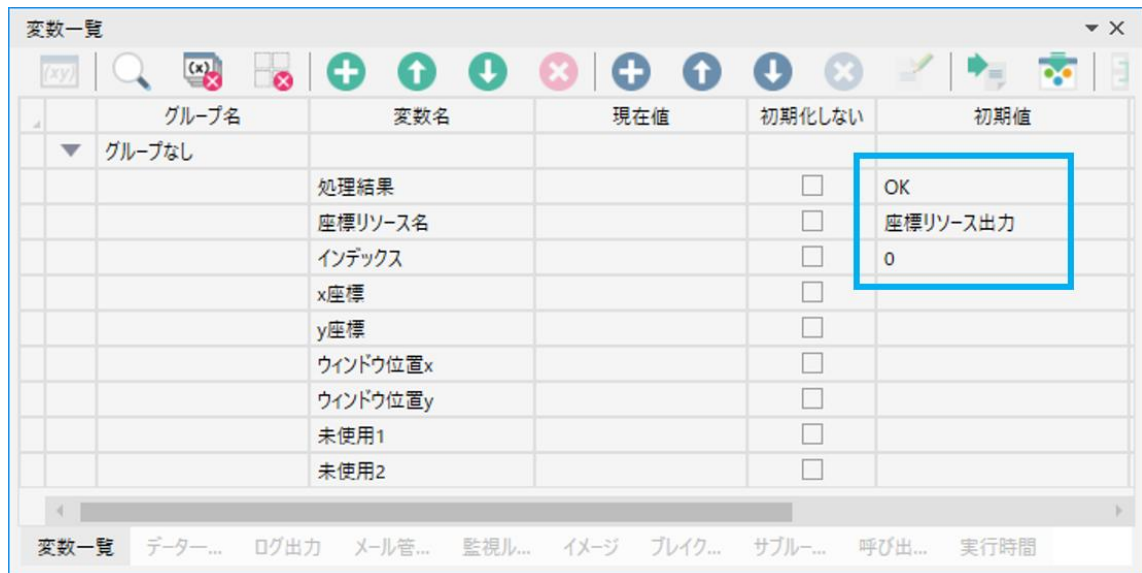 変数一覧
(xy)
(x)
グループ名 変数名 現在値 初期化しない 初期値
グループなし
処理結果 OK
座標リソース名 座標リソース出力
インデックス 0
x座標
y座標
ウィンドウ位置x
ウィンドウ位置y
未使用1
未使用2
変数一覧 データー... ログ出力 メール管... 監視ル... イメージ ブレイク... サブルー... 呼び出... 実行時間